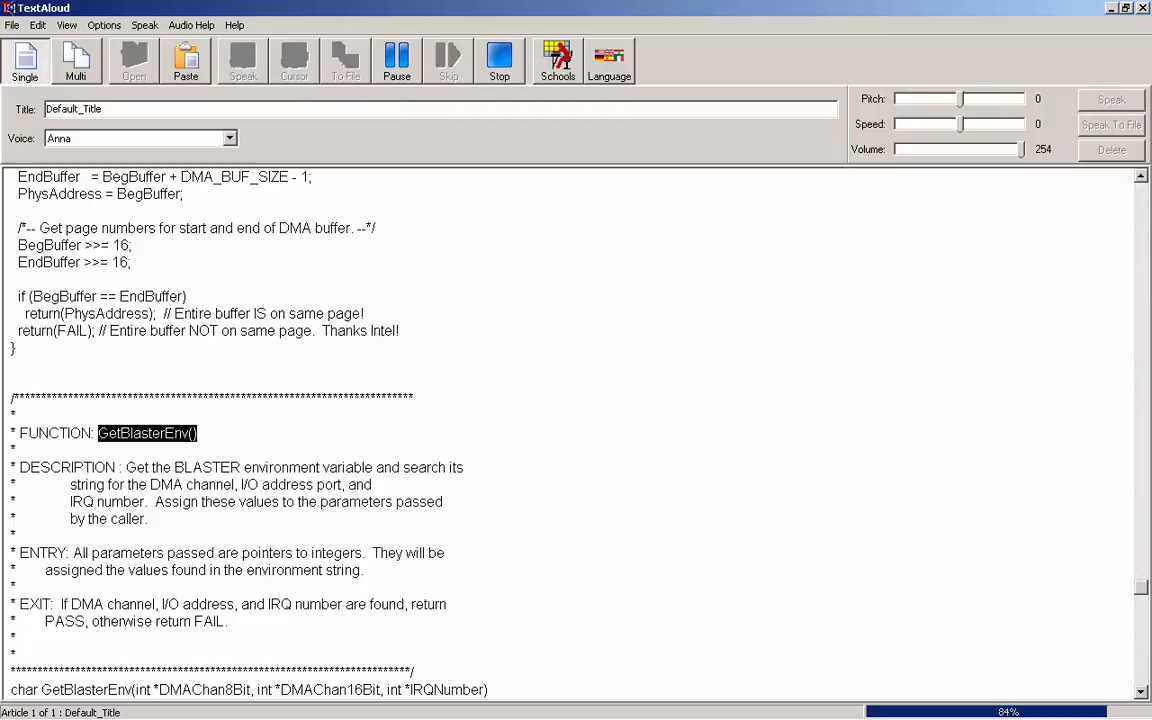 TextAloud
File Edit View Options Speak Audio Help Help
Single Multi Open Paste Speak Cursor To File Pause Skip Stop Schools Language
Title: Default_Title
Voice: Anna
Pitch: 0 Speak
Speed: 0 Speak To File
Volume: 254 Delete
EndBuffer = BegBuffer + DMA_BUF_SIZE - 1;
PhysAddress = BegBuffer;
/*-- Get page numbers for start and end of DMA buffer. --*/
BegBuffer >>= 16;
EndBuffer >>= 16;
if (BegBuffer == EndBuffer)
return(PhysAddress); // Entire buffer IS on same page!
return(FAIL); // Entire buffer NOT on same page. Thanks Intel!
}
/***************************************************************************
*
* FUNCTION: GetBlasterEnv()
*
* DESCRIPTION : Get the BLASTER environment variable and search its
* string for the DMA channel, I/O address port, and
* IRQ number. Assign these values to the parameters passed
* by the caller.
*
* ENTRY: All parameters passed are pointers to integers. They will be
* assigned the values found in the environment string.
*
* EXIT: If DMA channel, I/O address, and IRQ number are found, return
* PASS, otherwise return FAIL.
*
*
***************************************************************************/
char GetBlasterEnv(int *DMAChan8Bit, int *DMAChan16Bit, int *IRQNumber)
Article 1 of 1 : Default_Title 84%